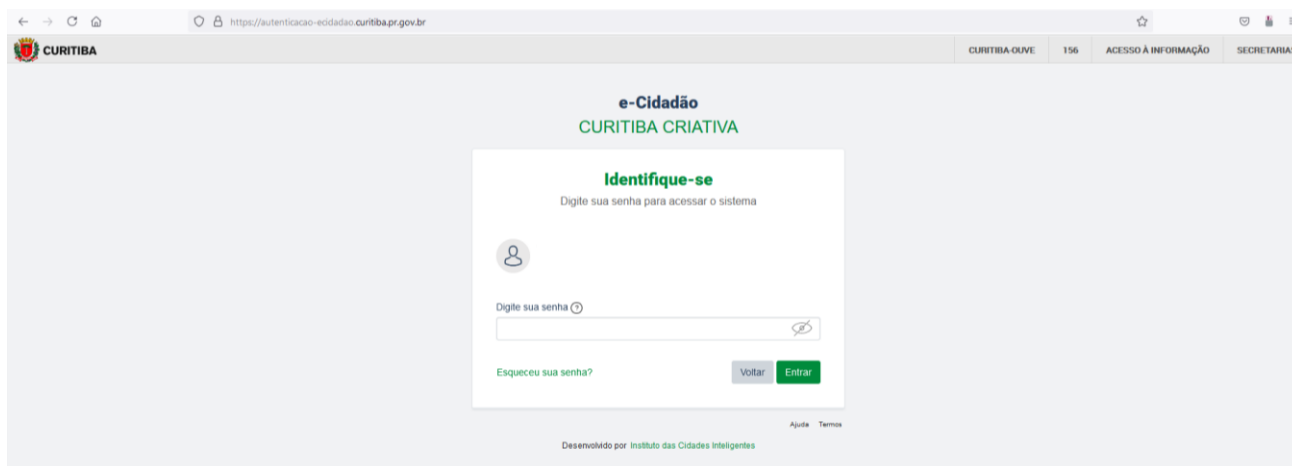 https://autenticacao-ecidadao.curitiba.pr.gov.br
CURITIBA
CURITIBA-OUVE 156 ACESSO À INFORMAÇÃO SECRETARIAS
e-Cidadão
CURITIBA CRIATIVA
Identifique-se
Digite sua senha para acessar o sistema
Digite sua senha ?
Esqueceu sua senha? Voltar Entrar
Ajuda Termos
Desenvolvido por Instituto das Cidades Inteligentes